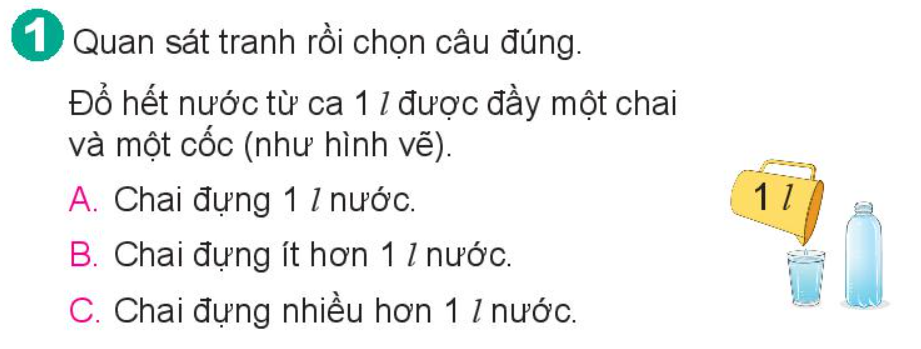 1 Quan sát tranh rồi chọn câu đúng.
Đổ hết nước từ ca 1 l được đầy một chai
và một cốc (như hình vẽ).
A. Chai đựng 1 l nước.
B. Chai đựng ít hơn 1 l nước.
C. Chai đựng nhiều hơn 1 l nước.
1 l